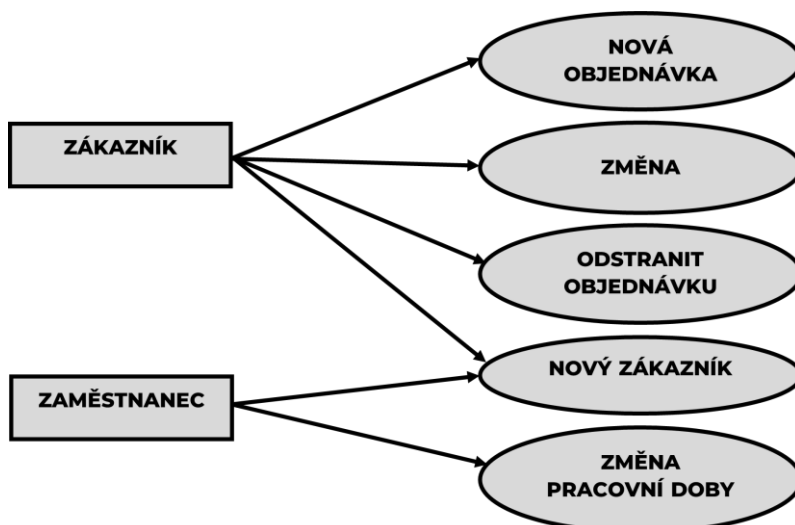 NOVÁ
OBJEDNÁVKA
ZÁKAZNÍK
ZMĚNA
ODSTRANIT
OBJEDNÁVKU
NOVÝ ZÁKAZNÍK
ZAMĚSTNANEC
ZMĚNA
PRACOVNÍ DOBY